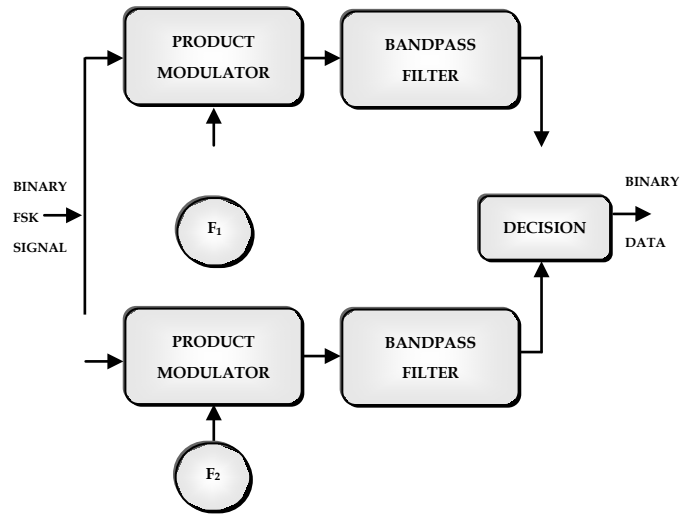 PRODUCT
MODULATOR
BANDPASS
FILTER
BINARY
FSK
SIGNAL
F₁
DECISION
BINARY
DATA
PRODUCT
MODULATOR
BANDPASS
FILTER
F₂